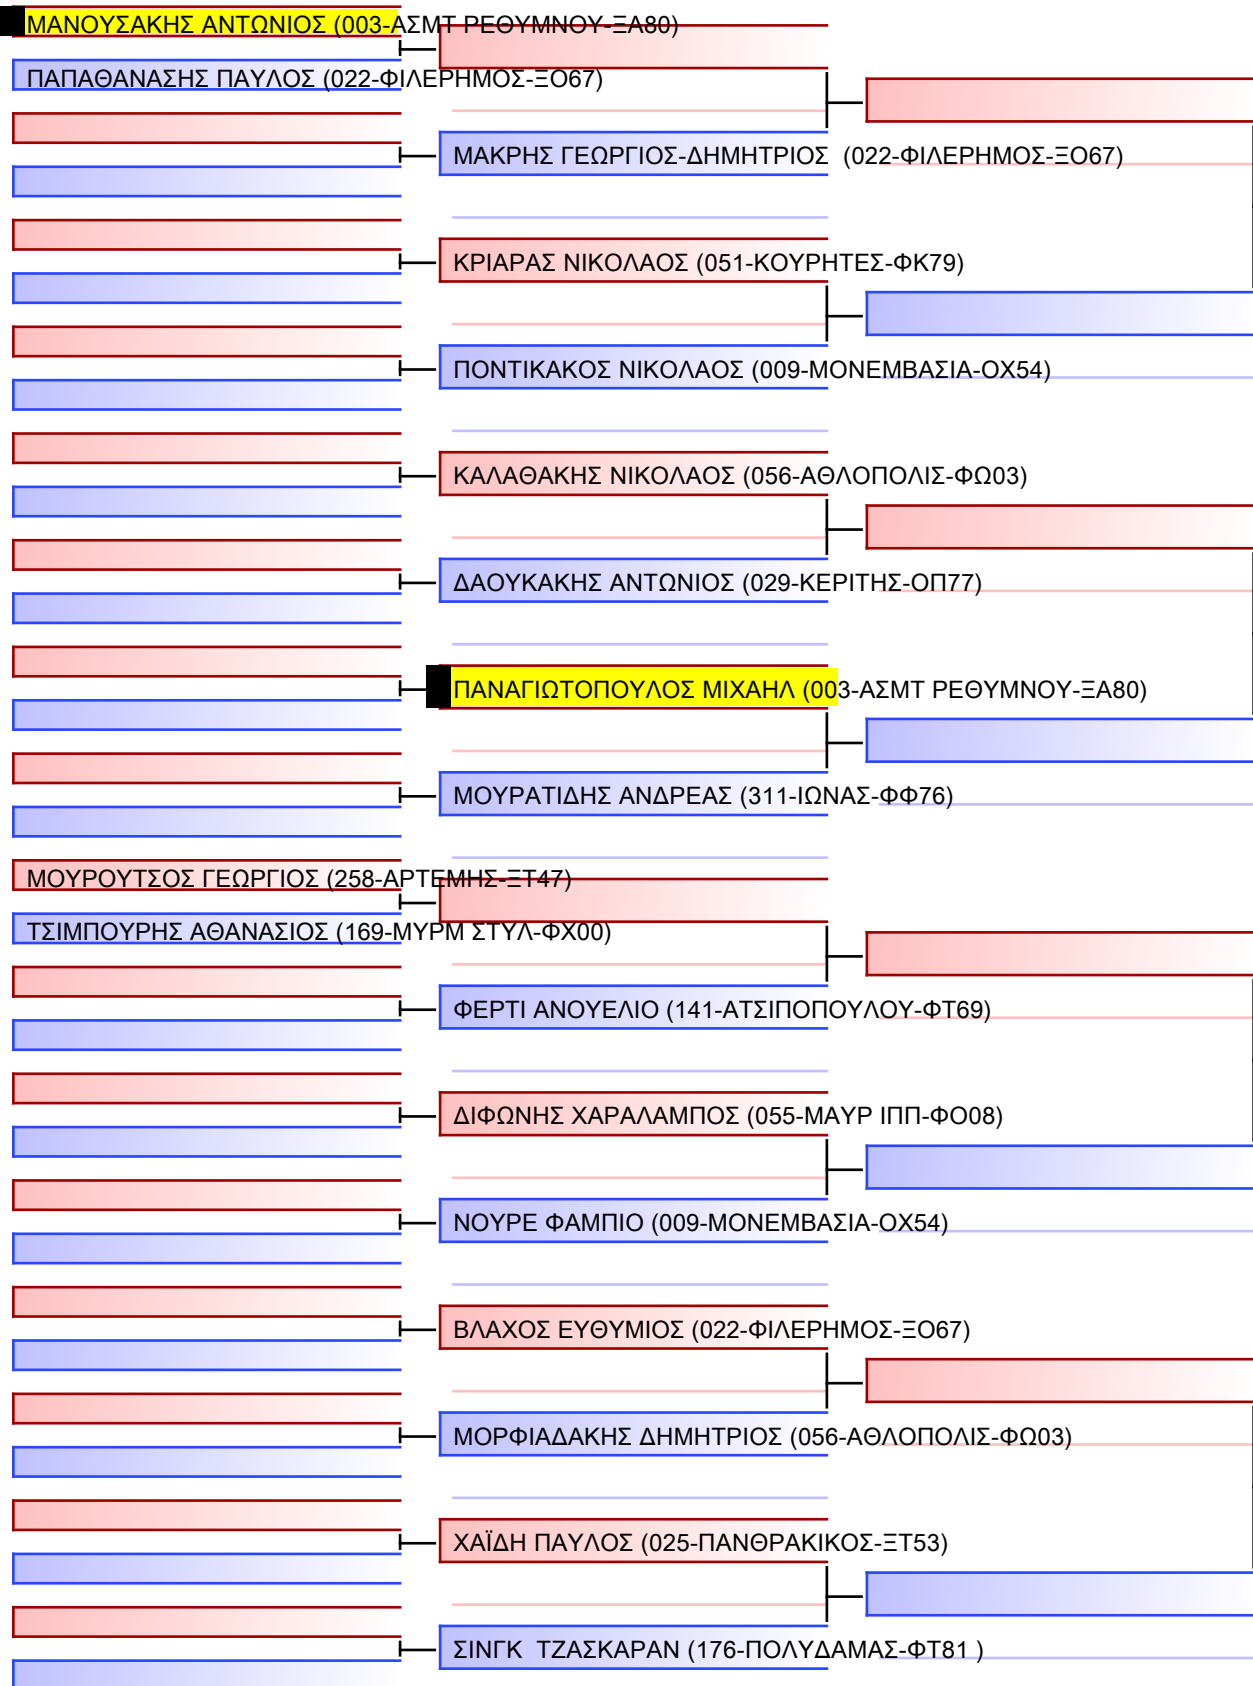 ΜΑΝΟΥΣΑΚΗΣ ΑΝΤΩΝΙΟΣ (003-ΑΣΜΤ ΡΕΘΥΜΝΟΥ-ΞΑ80)
ΠΑΠΑΘΑΝΑΣΗΣ ΠΑΥΛΟΣ (022-ΦΙΛΕΡΗΜΟΣ-ΞΟ67)
ΜΑΚΡΗΣ ΓΕΩΡΓΙΟΣ-ΔΗΜΗΤΡΙΟΣ (022-ΦΙΛΕΡΗΜΟΣ-ΞΟ67)
ΚΡΙΑΡΑΣ ΝΙΚΟΛΑΟΣ (051-ΚΟΥΡΗΤΕΣ-ΦΚ79)
ΠΟΝΤΙΚΑΚΟΣ ΝΙΚΟΛΑΟΣ (009-ΜΟΝΕΜΒΑΣΙΑ-ΟΧ54)
ΚΑΛΑΘΑΚΗΣ ΝΙΚΟΛΑΟΣ (056-ΑΘΛΟΠΟΛΙΣ-ΦΩ03)
ΔΑΟΥΚΑΚΗΣ ΑΝΤΩΝΙΟΣ (029-ΚΕΡΙΤΗΣ-ΟΠ77)
ΠΑΝΑΓΙΩΤΟΠΟΥΛΟΣ ΜΙΧΑΗΛ (003-ΑΣΜΤ ΡΕΘΥΜΝΟΥ-ΞΑ80)
ΜΟΥΡΑΤΙΔΗΣ ΑΝΔΡΕΑΣ (311-ΙΩΝΑΣ-ΦΦ76)
ΜΟΥΡΟΥΤΣΟΣ ΓΕΩΡΓΙΟΣ (258-ΑΡΤΕΜΗΣ-ΞΤ47)
ΤΣΙΜΠΟΥΡΗΣ ΑΘΑΝΑΣΙΟΣ (169-ΜΥΡΜ ΣΤΥΛ-ΦΧ00)
ΦΕΡΤΙ ΑΝΟΥΕΛΙΟ (141-ΑΤΣΙΠΟΠΟΥΛΟΥ-ΦΤ69)
ΔΙΦΩΝΗΣ ΧΑΡΑΛΑΜΠΟΣ (055-ΜΑΥΡ ΙΠΠ-ΦΟ08)
ΝΟΥΡΕ ΦΑΜΠΙΟ (009-ΜΟΝΕΜΒΑΣΙΑ-ΟΧ54)
ΒΛΑΧΟΣ ΕΥΘΥΜΙΟΣ (022-ΦΙΛΕΡΗΜΟΣ-ΞΟ67)
ΜΟΡΦΙΑΔΑΚΗΣ ΔΗΜΗΤΡΙΟΣ (056-ΑΘΛΟΠΟΛΙΣ-ΦΩ03)
ΧΑΪΔΗ ΠΑΥΛΟΣ (025-ΠΑΝΘΡΑΚΙΚΟΣ-ΞΤ53)
ΣΙΝΓΚ ΤΖΑΣΚΑΡΑΝ (176-ΠΟΛΥΔΑΜΑΣ-ΦΤ81 )